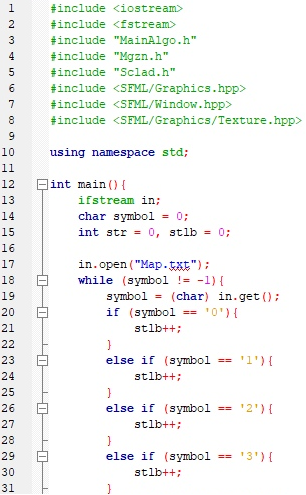 1 #include <iostream>
2 #include <fstream>
3 #include "MainAlgo.h"
4 #include "Mgzn.h"
5 #include "Sclad.h"
6 #include <SFML/Graphics.hpp>
7 #include <SFML/Window.hpp>
8 #include <SFML/Graphics/Texture.hpp>
9
10 using namespace std;
11
12 int main(){
13     ifstream in;
14     char symbol = 0;
15     int str = 0, stlb = 0;
16
17     in.open("Map.txt");
18     while (symbol != -1){
19         symbol = (char) in.get();
20         if (symbol == '0'){
21             stlb++;
22         }
23         else if (symbol == '1'){
24             stlb++;
25         }
26         else if (symbol == '2'){
27             stlb++;
28         }
29         else if (symbol == '3'){
30             stlb++;
31         }